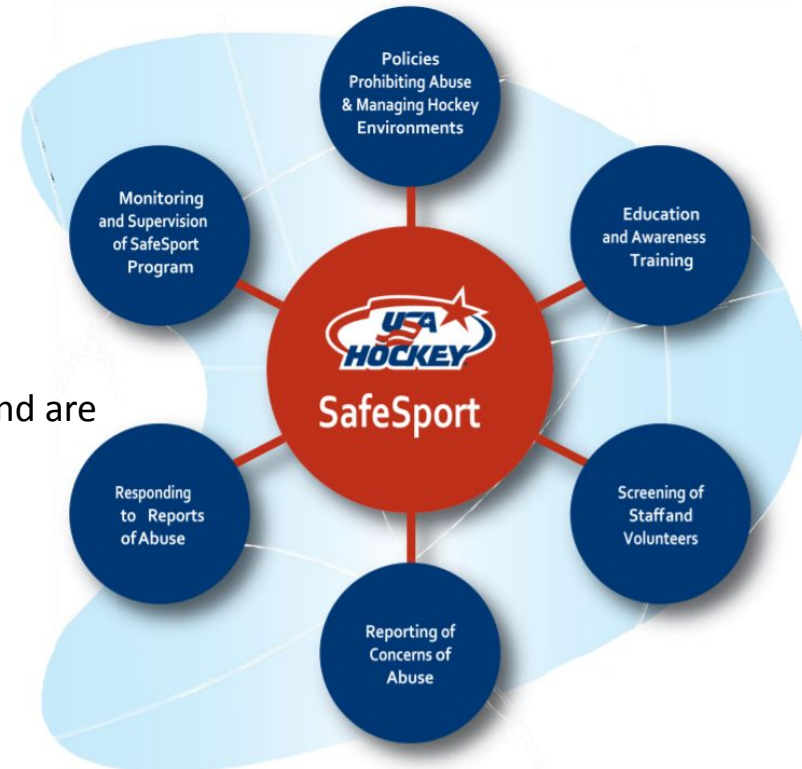 Policies
Prohibiting Abuse
& Managing Hockey
Environments
Monitoring
and Supervision
of SafeSport
Program
Education
and Awareness
Training
USA
HOCKEY
SafeSport
nd are
Responding
to Reports
of Abuse
Screening of
Staff and
Volunteers
Reporting of
Concerns of
Abuse